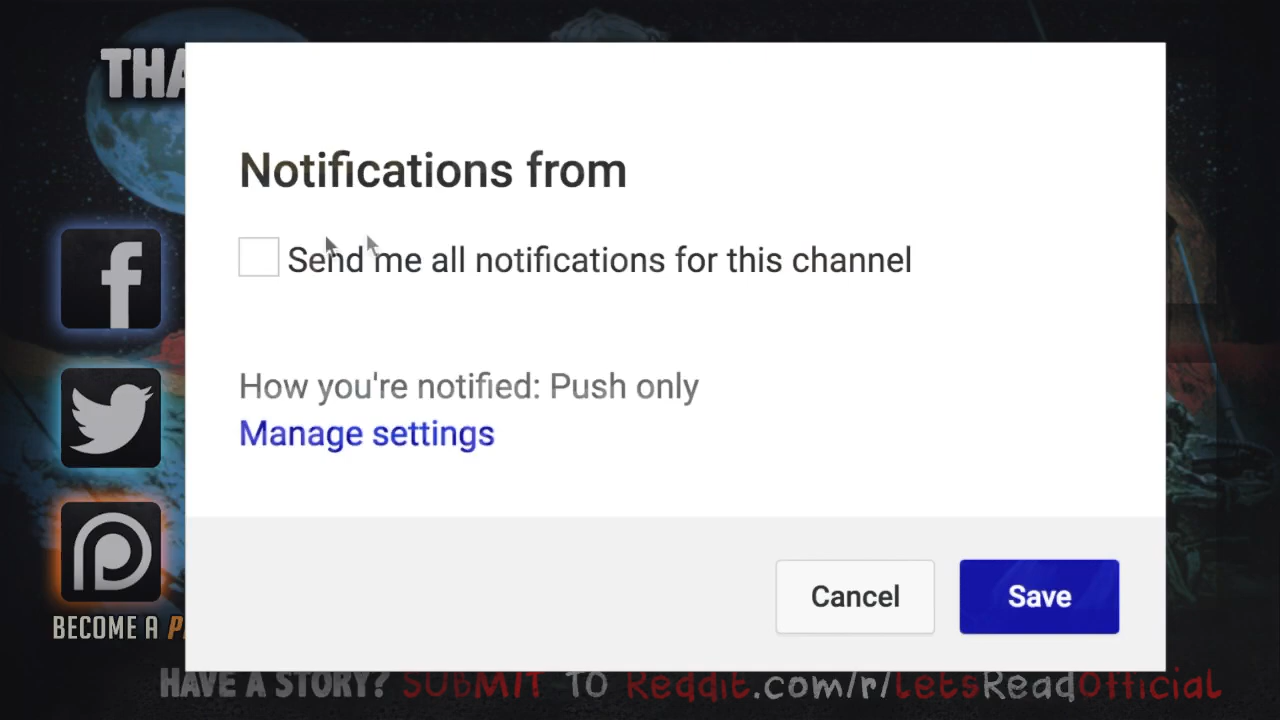 THA
Notifications from
Send me all notifications for this channel
How you're notified: Push only
Manage settings
Cancel
Save
BECOME A P
HAVE A STORY? SUBMIT TO Reddit.com/r/LetsReadOfficial